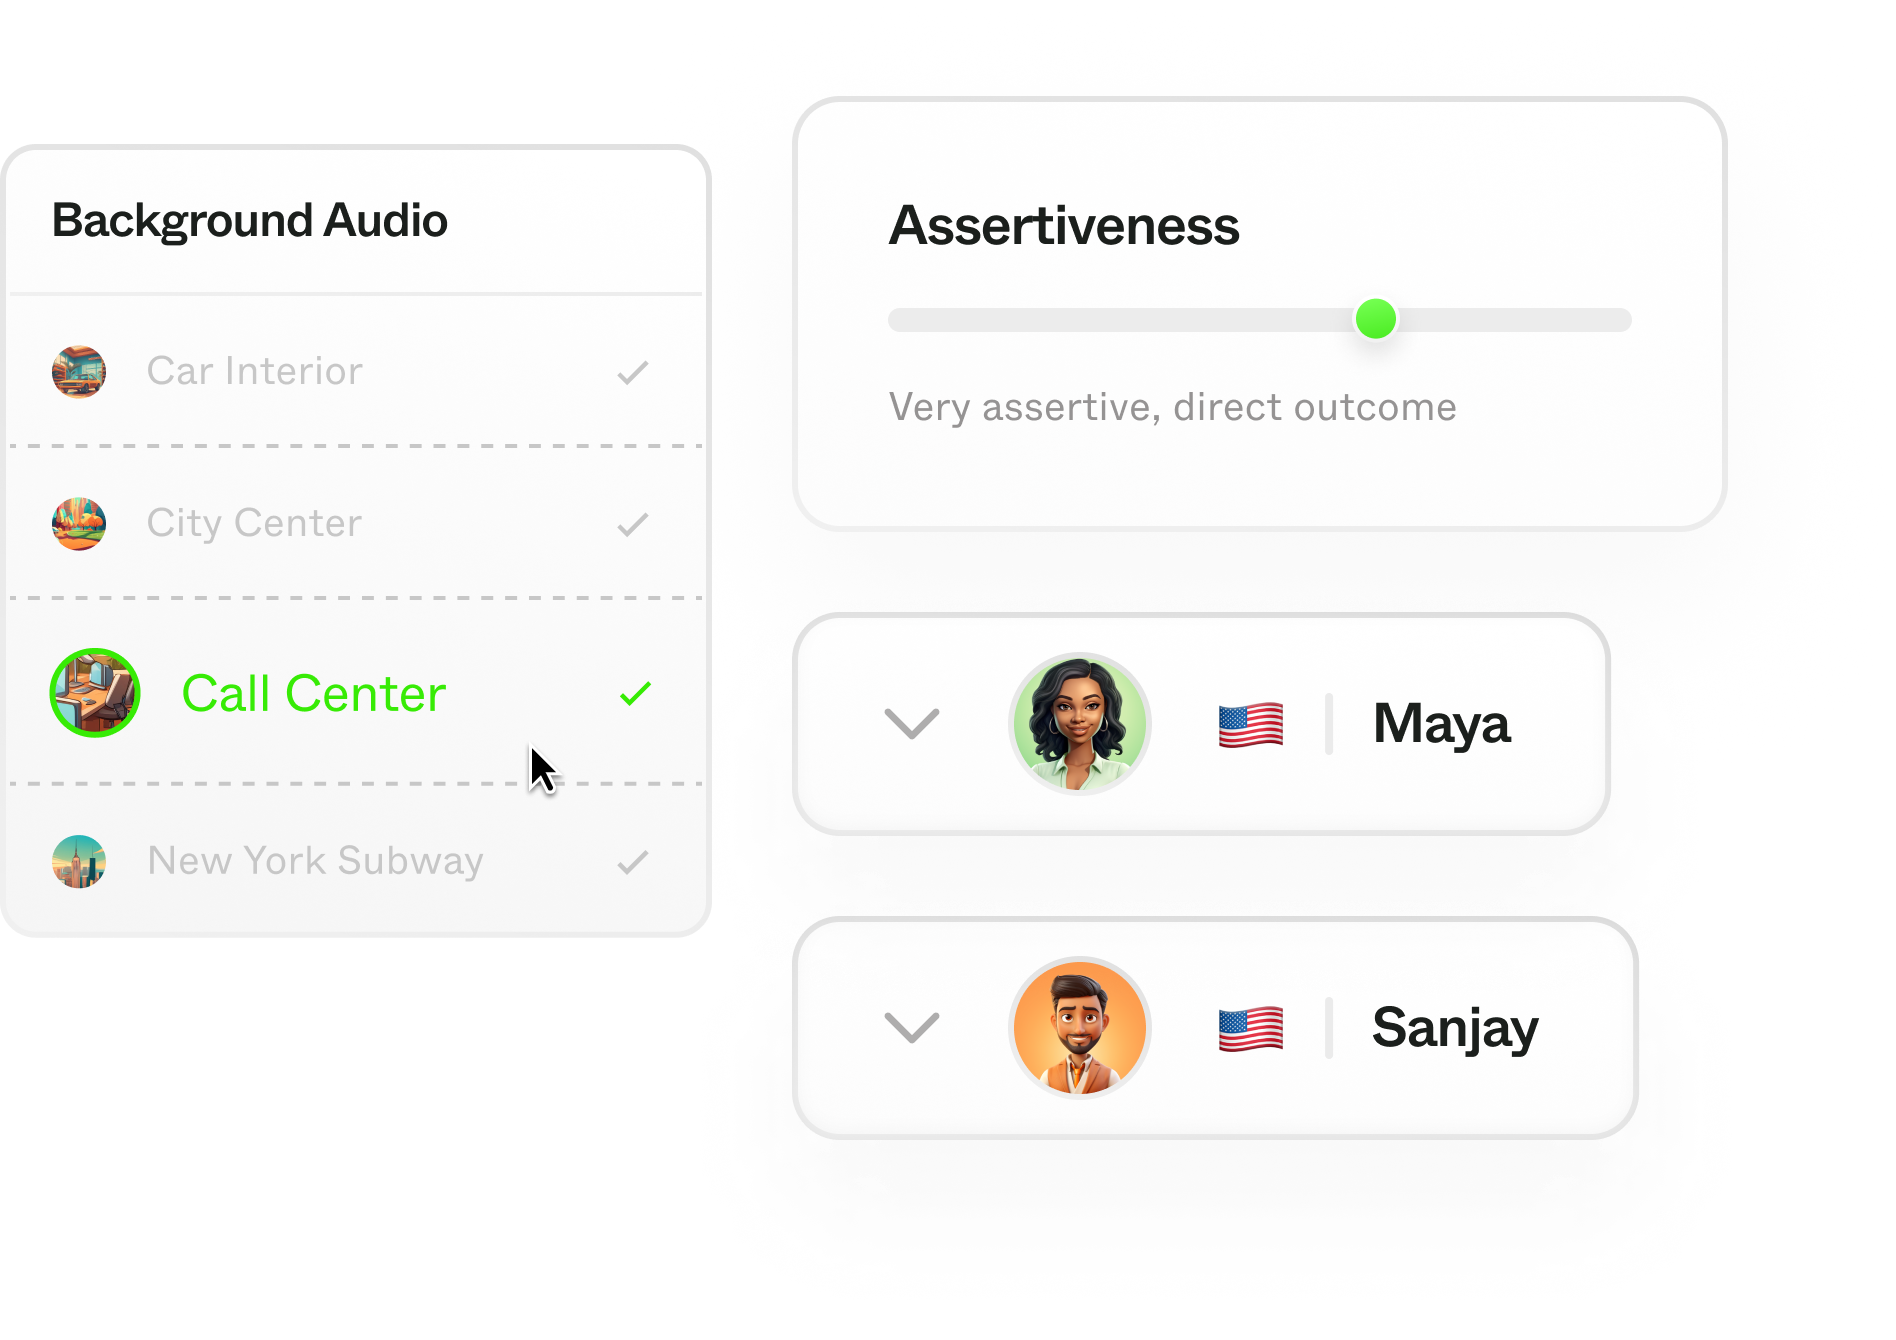 Background Audio
Car Interior
City Center
Call Center
New York Subway
Assertiveness
Very assertive, direct outcome
Maya
Sanjay